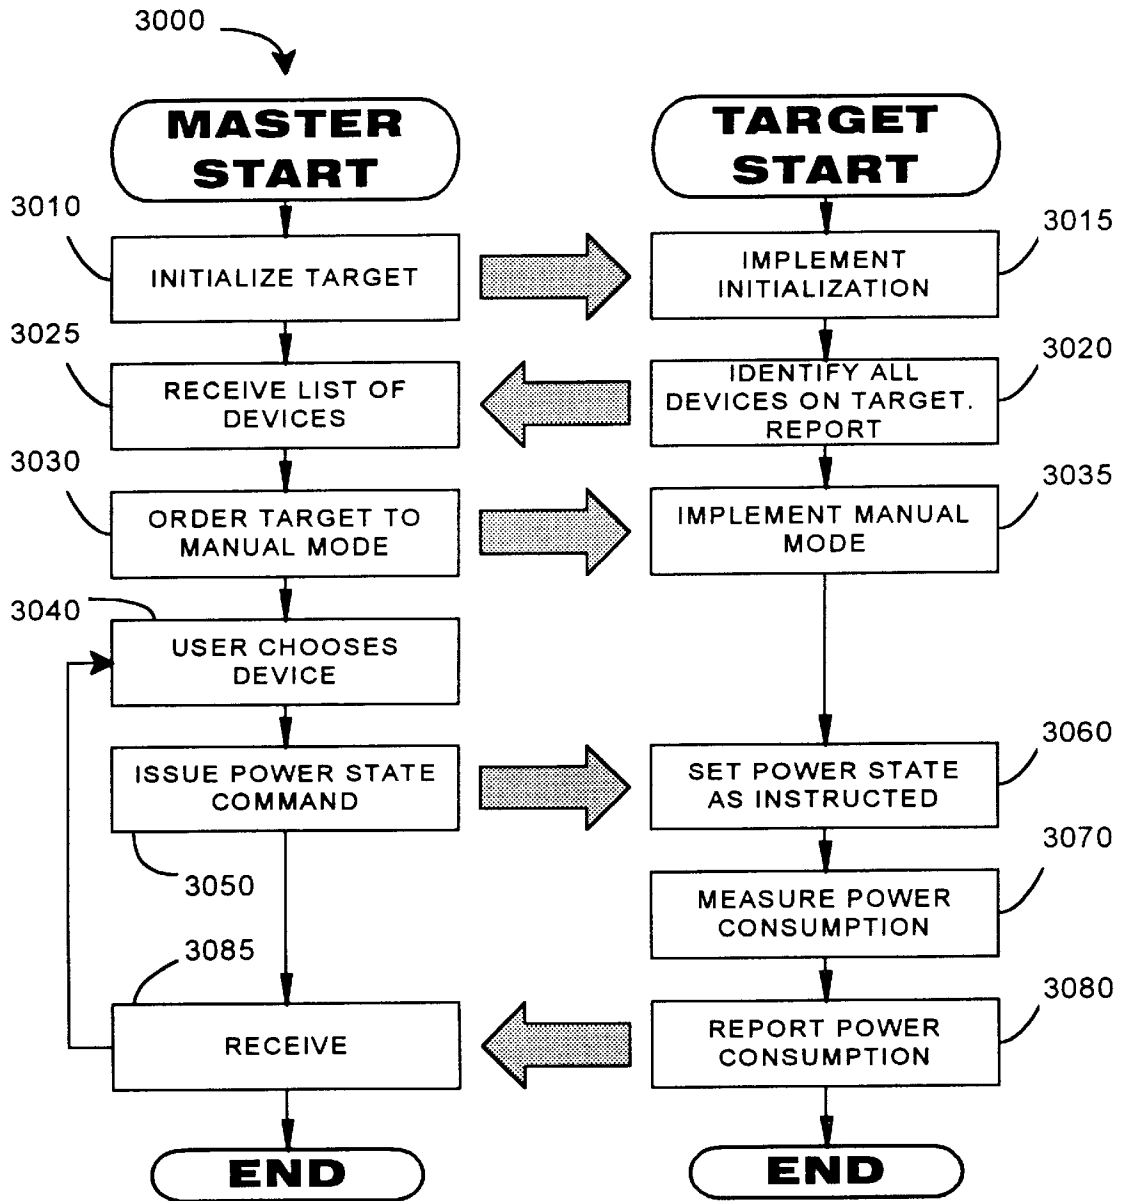 3000
MASTER
START
TARGET
START
3010
INITIALIZE TARGET
3015
IMPLEMENT
INITIALIZATION
3025
RECEIVE LIST OF
DEVICES
3020
IDENTIFY ALL
DEVICES ON TARGET.
REPORT
3030
ORDER TARGET TO
MANUAL MODE
3035
IMPLEMENT MANUAL
MODE
3040
USER CHOOSES
DEVICE
ISSUE POWER STATE
COMMAND
3050
3060
SET POWER STATE
AS INSTRUCTED
3070
MEASURE POWER
CONSUMPTION
3085
RECEIVE
3080
REPORT POWER
CONSUMPTION
END
END